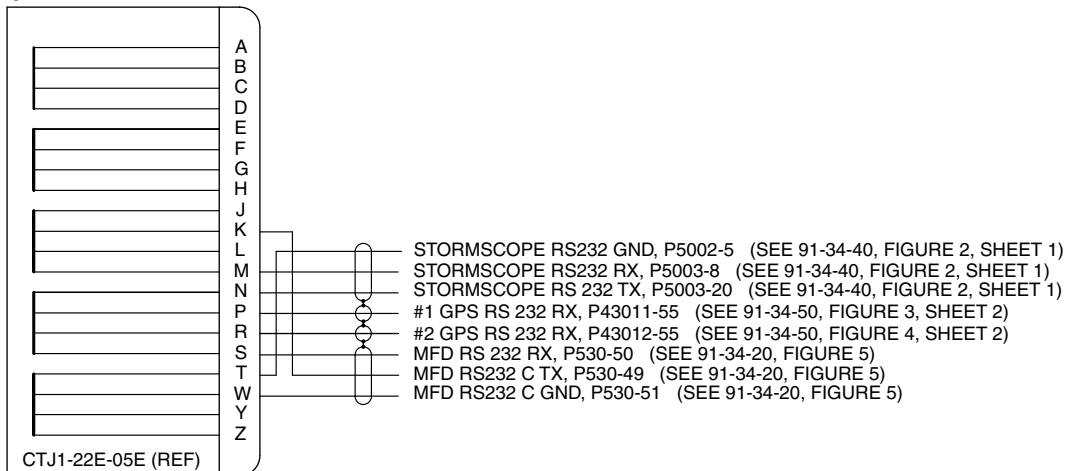 A
B
C
D
E
F
G
H
J
K
L
M
N
P
R
S
T
W
Y
Z
STORMSCOPE RS232 GND, P5002-5 (SEE 91-34-40, FIGURE 2, SHEET 1)
STORMSCOPE RS232 RX, P5003-8 (SEE 91-34-40, FIGURE 2, SHEET 1)
STORMSCOPE RS 232 TX, P5003-20 (SEE 91-34-40, FIGURE 2, SHEET 1)
#1 GPS RS 232 RX, P43011-55 (SEE 91-34-50, FIGURE 3, SHEET 2)
#2 GPS RS 232 RX, P43012-55 (SEE 91-34-50, FIGURE 4, SHEET 2)
MFD RS 232 RX, P530-50 (SEE 91-34-20, FIGURE 5)
MFD RS232 C TX, P530-49 (SEE 91-34-20, FIGURE 5)
MFD RS232 C GND, P530-51 (SEE 91-34-20, FIGURE 5)
CTJ1-22E-05E (REF)